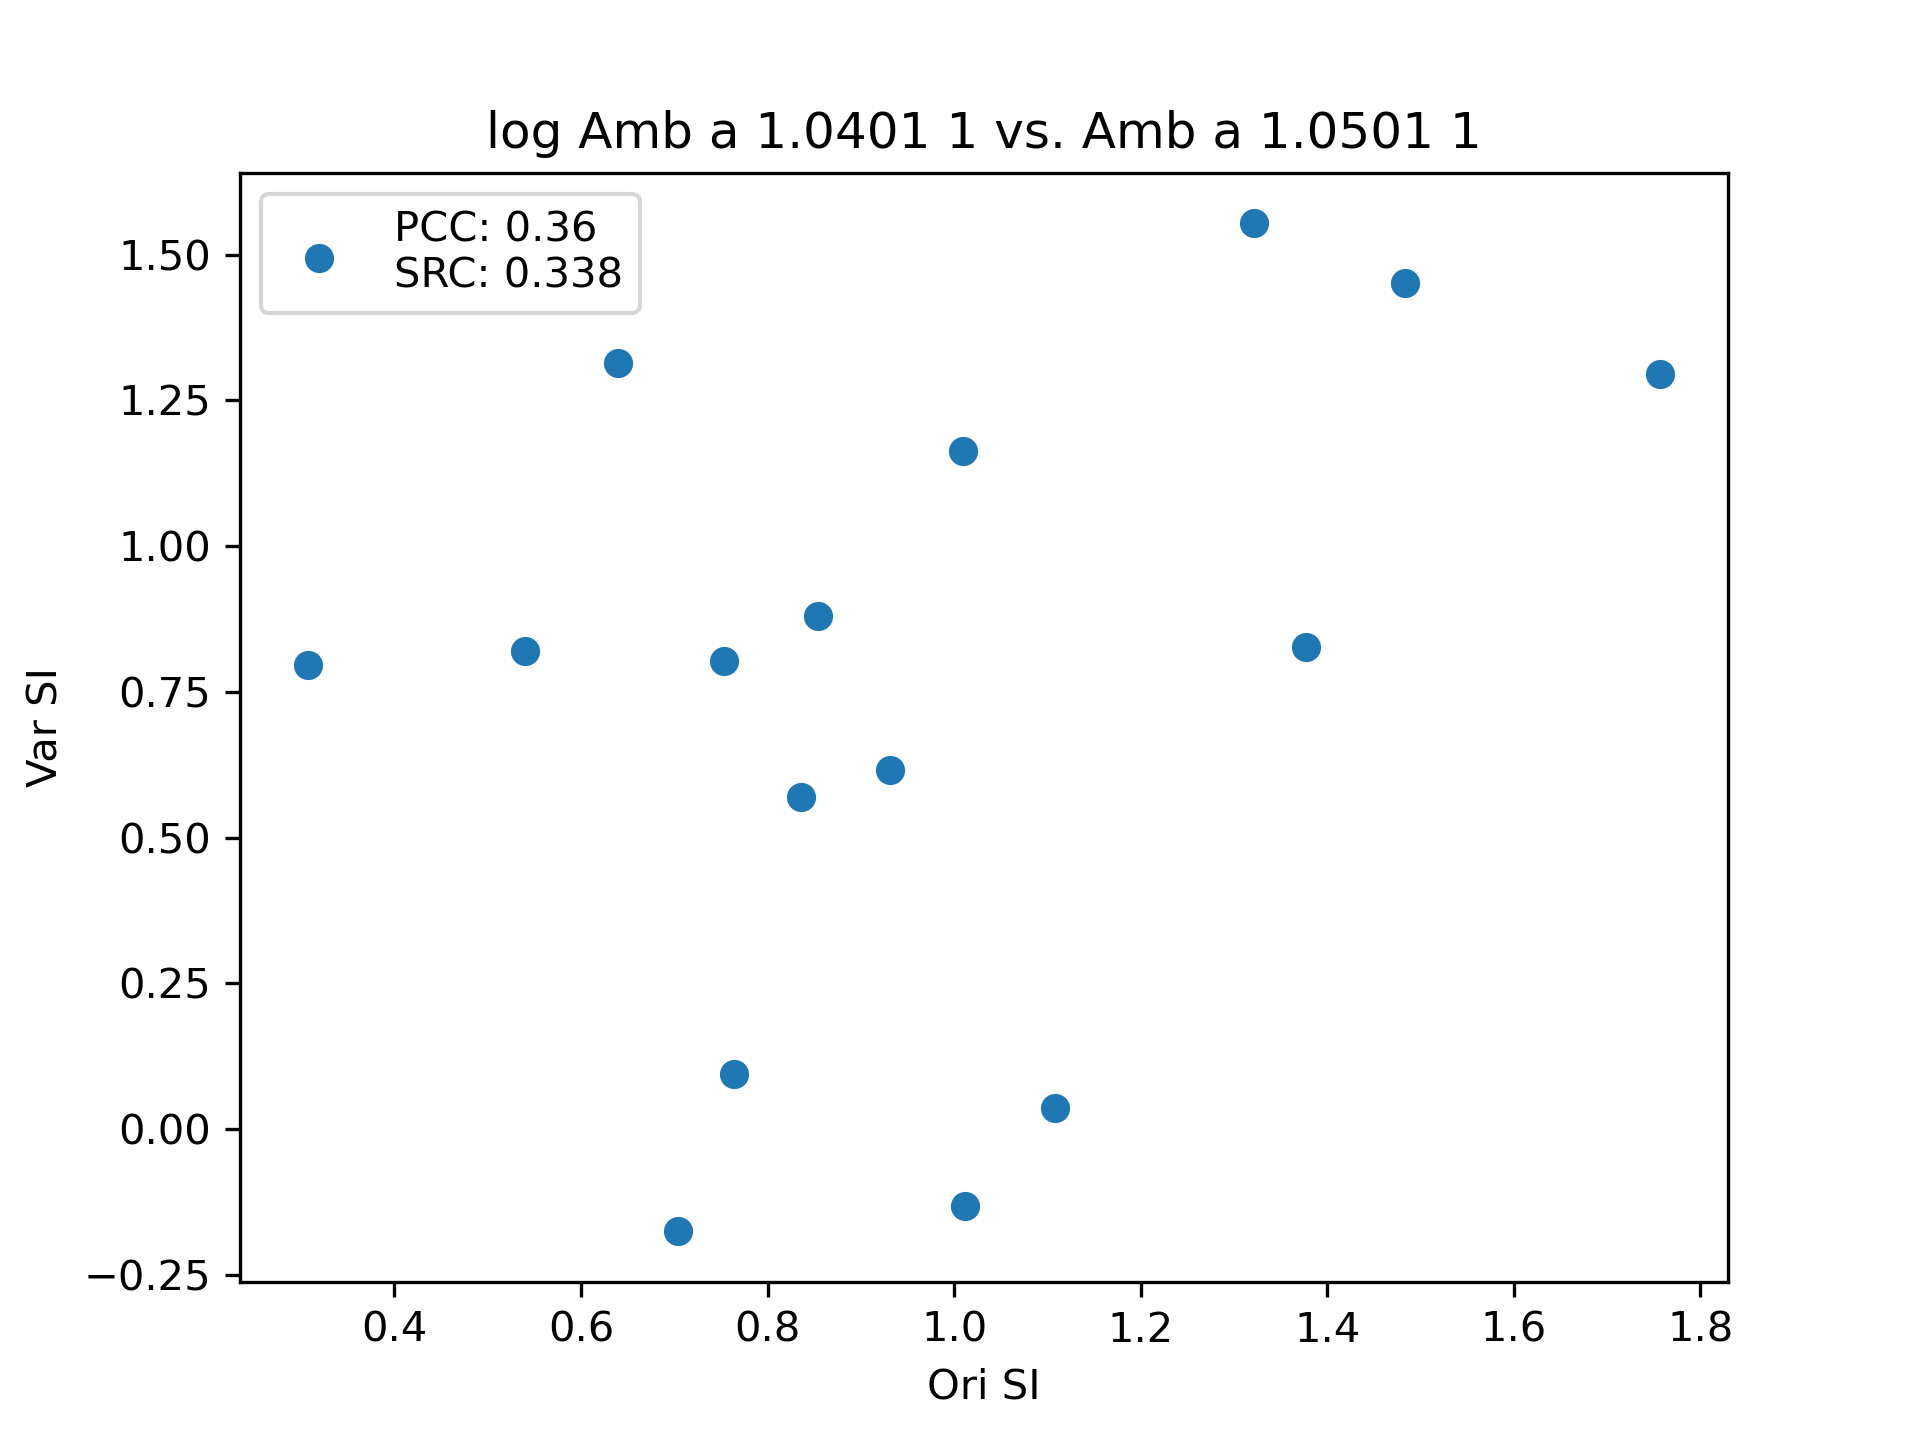 log Amb a 1.0401 1 vs. Amb a 1.0501 1
PCC: 0.36
SRC: 0.338
1.50
1.25
1.00
0.75
0.50
0.25
0.00
−0.25
Var SI
0.4 0.6 0.8 1.0 1.2 1.4 1.6 1.8
Ori SI